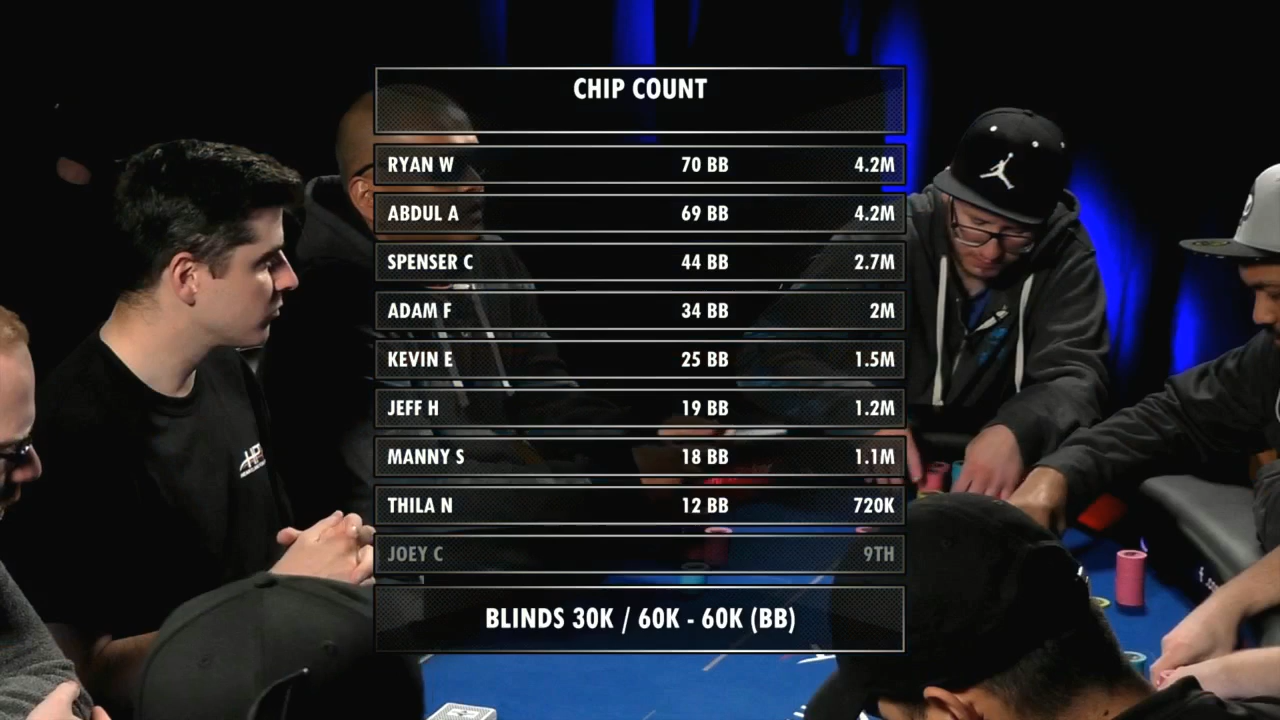 CHIP COUNT
RYAN W 70 BB 4.2M
ABDUL A 69 BB 4.2M
SPENSER C 44 BB 2.7M
ADAM F 34 BB 2M
KEVIN E 25 BB 1.5M
JEFF H 19 BB 1.2M
MANNY S 18 BB 1.1M
THILA N 12 BB 720K
JOEY C 9TH
BLINDS 30K / 60K - 60K (BB)